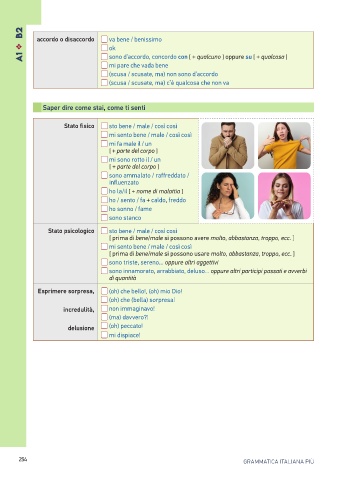 A1 ❖ B2
accordo o disaccordo
va bene / benissimo
ok
sono d'accordo, concordo con [ + qualcuno ] oppure su [ + qualcosa ]
mi pare che vada bene
(scusa / scusate, ma) non sono d'accordo
(scusa / scusate, ma) c'è qualcosa che non va
Saper dire come stai, come ti senti
Stato fisico
sto bene / male / così così
mi sento bene / male / così così
mi fa male il / un
[ + parte del corpo ]
mi sono rotto il / un
[ + parte del corpo ]
sono ammalato / raffreddato /
influenzato
ho la/il [ + nome di malattia ]
ho / sento / fa + caldo, freddo
ho sonno / fame
sono stanco
Stato psicologico
sto bene / male / così così
[ prima di bene/male si possono avere molto, abbastanza, troppo, ecc. ]
mi sento bene / male / così così
[ prima di bene/male si possono usare molto, abbastanza, troppo, ecc. ]
sono triste, sereno... oppure altri aggettivi
sono innamorato, arrabbiato, deluso... oppure altri participi passati e avverbi
di quantità
Esprimere sorpresa,
(oh) che bello!, (oh) mio Dio!
(oh) che (bella) sorpresa!
incredulità,
non immaginavo!
(ma) davvero?!
delusione
(oh) peccato!
mi dispiace!
254
GRAMMATICA ITALIANA PIÙ